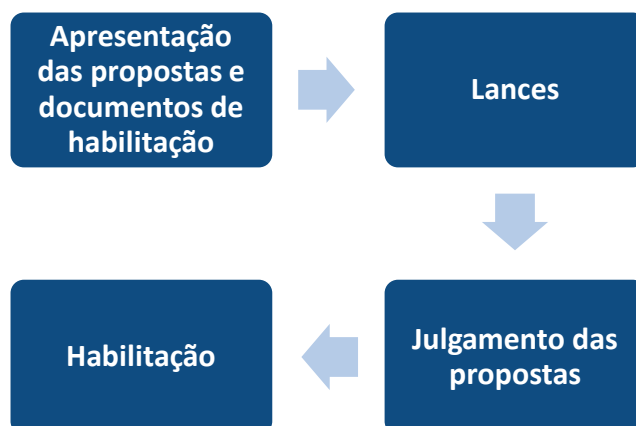 Apresentação
das propostas e
documentos de
habilitação
Lances
Julgamento das
propostas
Habilitação